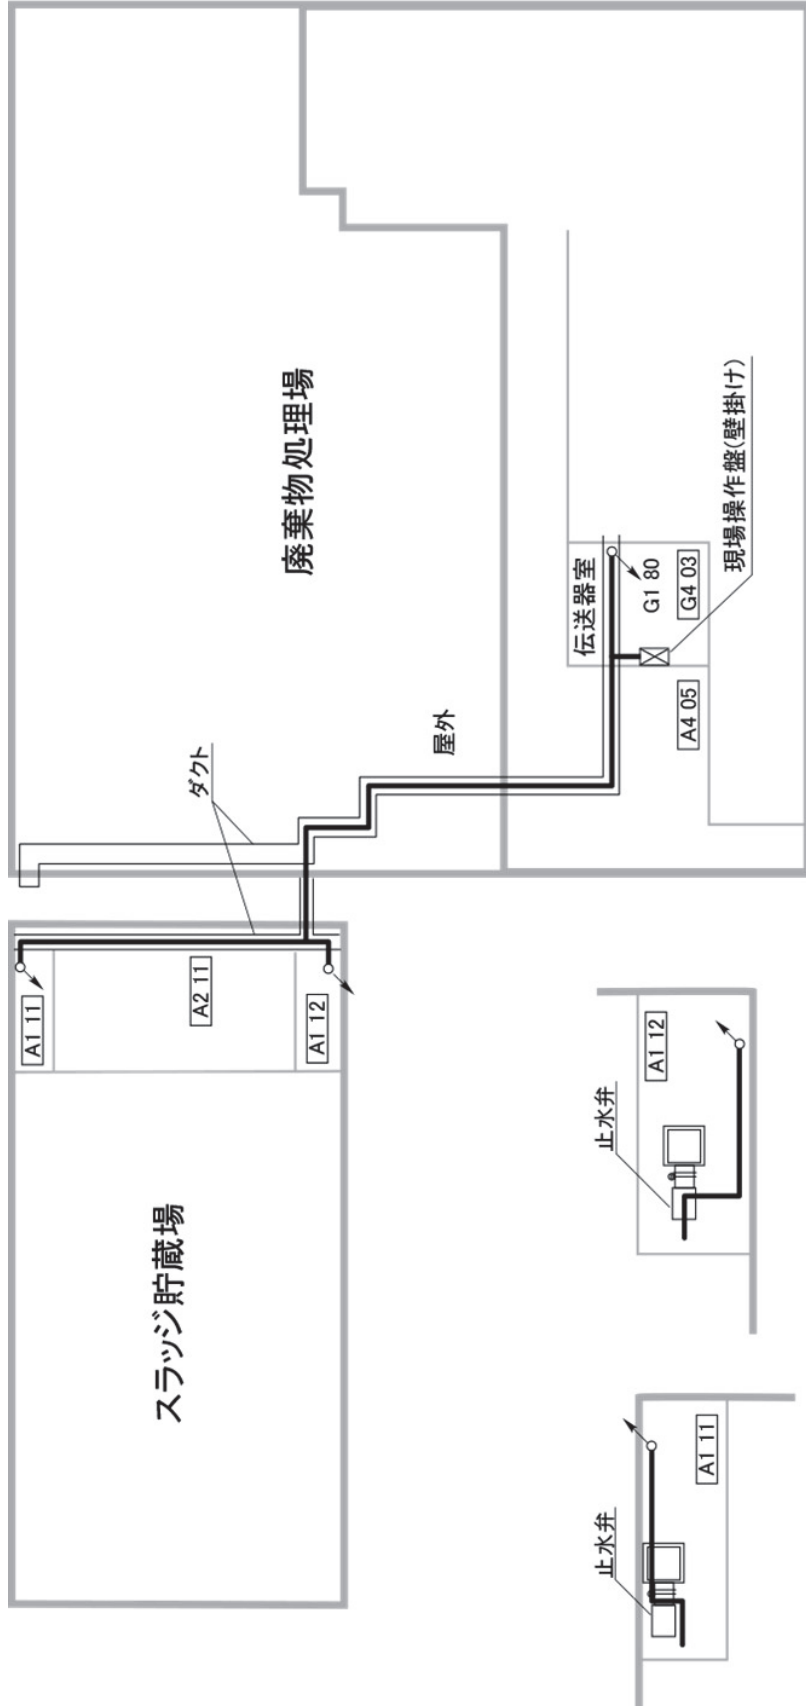 スラッジ貯蔵場
A1 11
A2 11
A1 12
ダクト
廃棄物処理場
屋外
伝送器室
G1 80
G4 03
A4 05
現場操作盤(壁掛け)
止水弁
A1 11
止水弁
A1 12